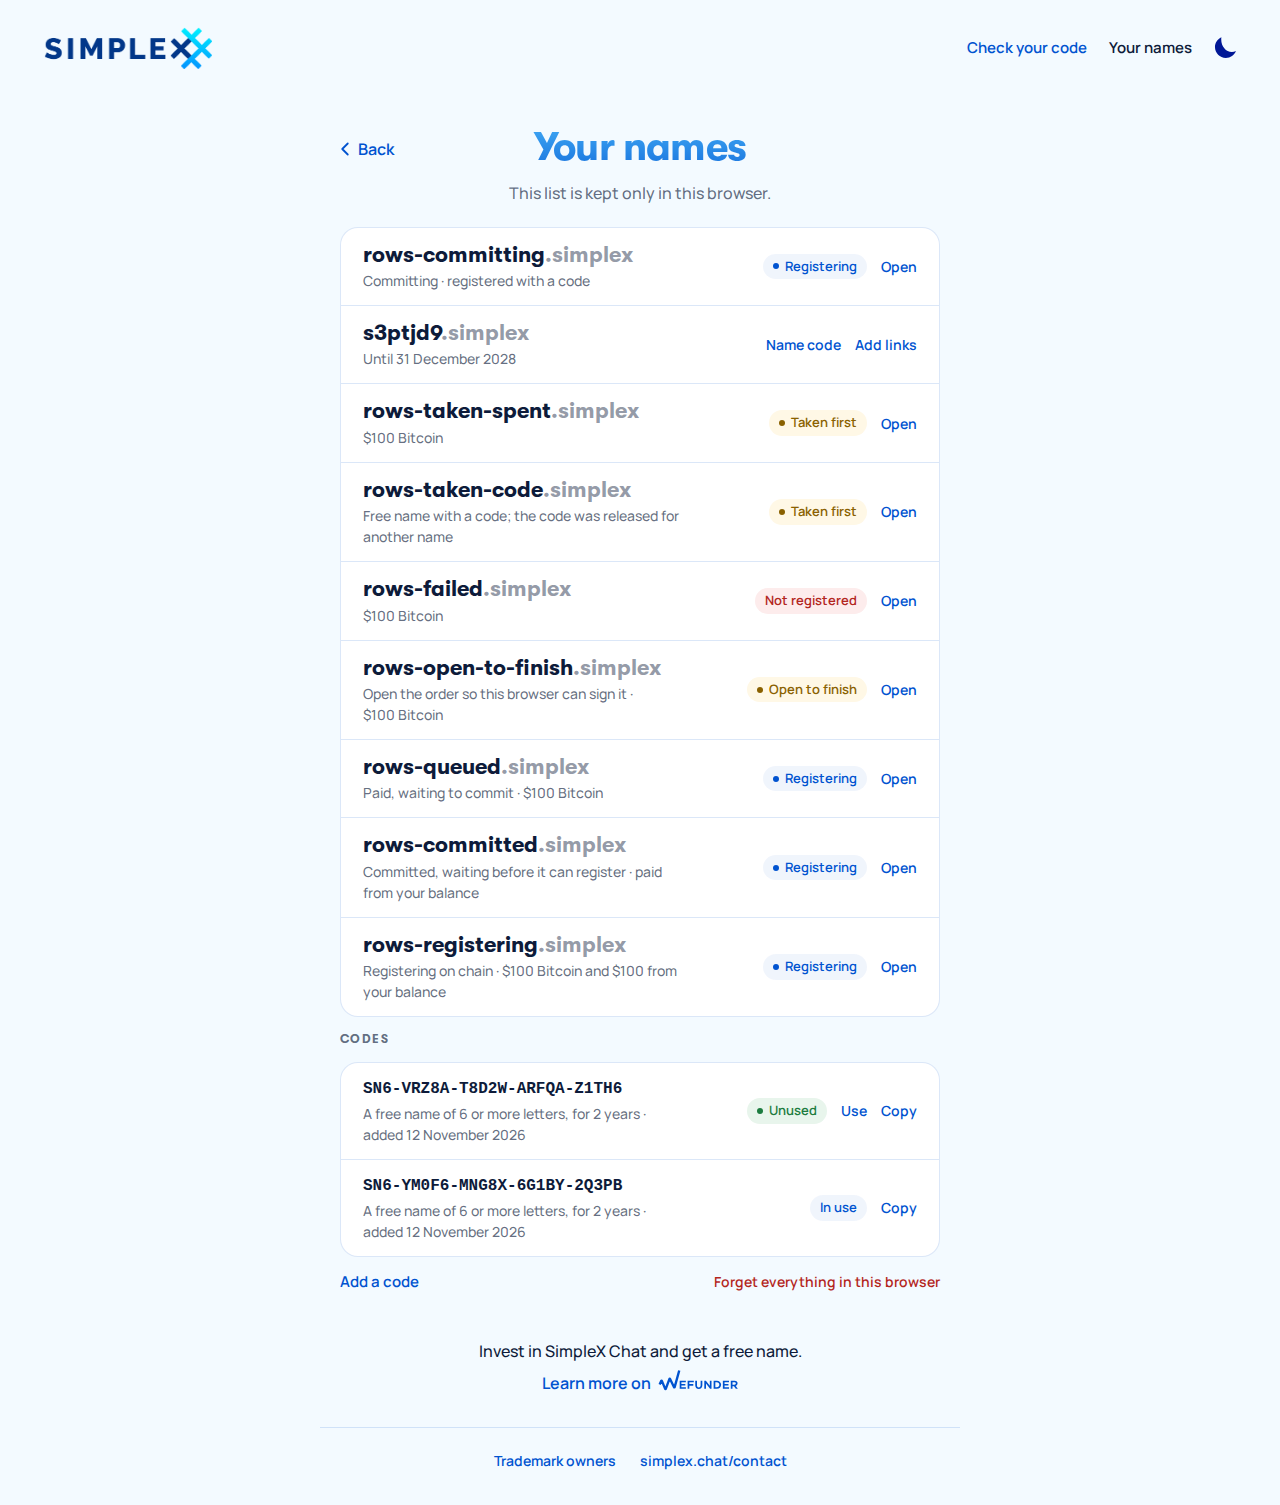 SIMPLEX
Check your code
Your names
Back
Your names
This list is kept only in this browser.
rows-committing.simplex
Committing · registered with a code
Registering
Open
s3ptjd9.simplex
Until 31 December 2028
Name code
Add links
rows-taken-spent.simplex
$100 Bitcoin
Taken first
Open
rows-taken-code.simplex
Free name with a code; the code was released for
another name
Taken first
Open
rows-failed.simplex
$100 Bitcoin
Not registered
Open
rows-open-to-finish.simplex
Open the order so this browser can sign it ·
$100 Bitcoin
Open to finish
Open
rows-queued.simplex
Paid, waiting to commit · $100 Bitcoin
Registering
Open
rows-committed.simplex
Committed, waiting before it can register · paid
from your balance
Registering
Open
rows-registering.simplex
Registering on chain · $100 Bitcoin and $100 from
your balance
Registering
Open
CODES
SN6-VRZ8A-T8D2W-ARFQA-Z1TH6
A free name of 6 or more letters, for 2 years ·
added 12 November 2026
Unused
Use
Copy
SN6-YM0F6-MNG8X-6G1BY-2Q3PB
A free name of 6 or more letters, for 2 years ·
added 12 November 2026
In use
Copy
Add a code
Forget everything in this browser
Invest in SimpleX Chat and get a free name.
Learn more on WEFUNDER
Trademark owners
simplex.chat/contact